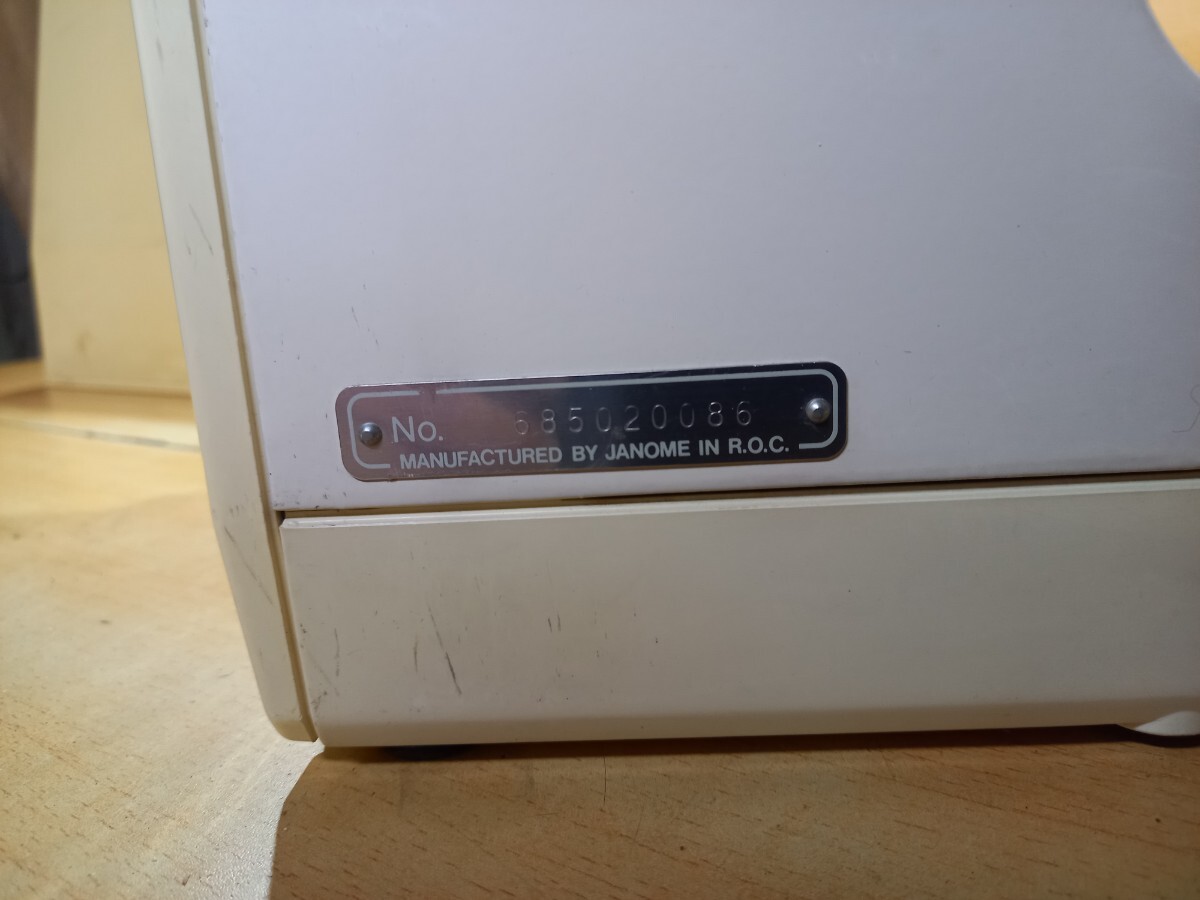 No. 685020086
MANUFACTURED BY JANOME IN R.O.C.